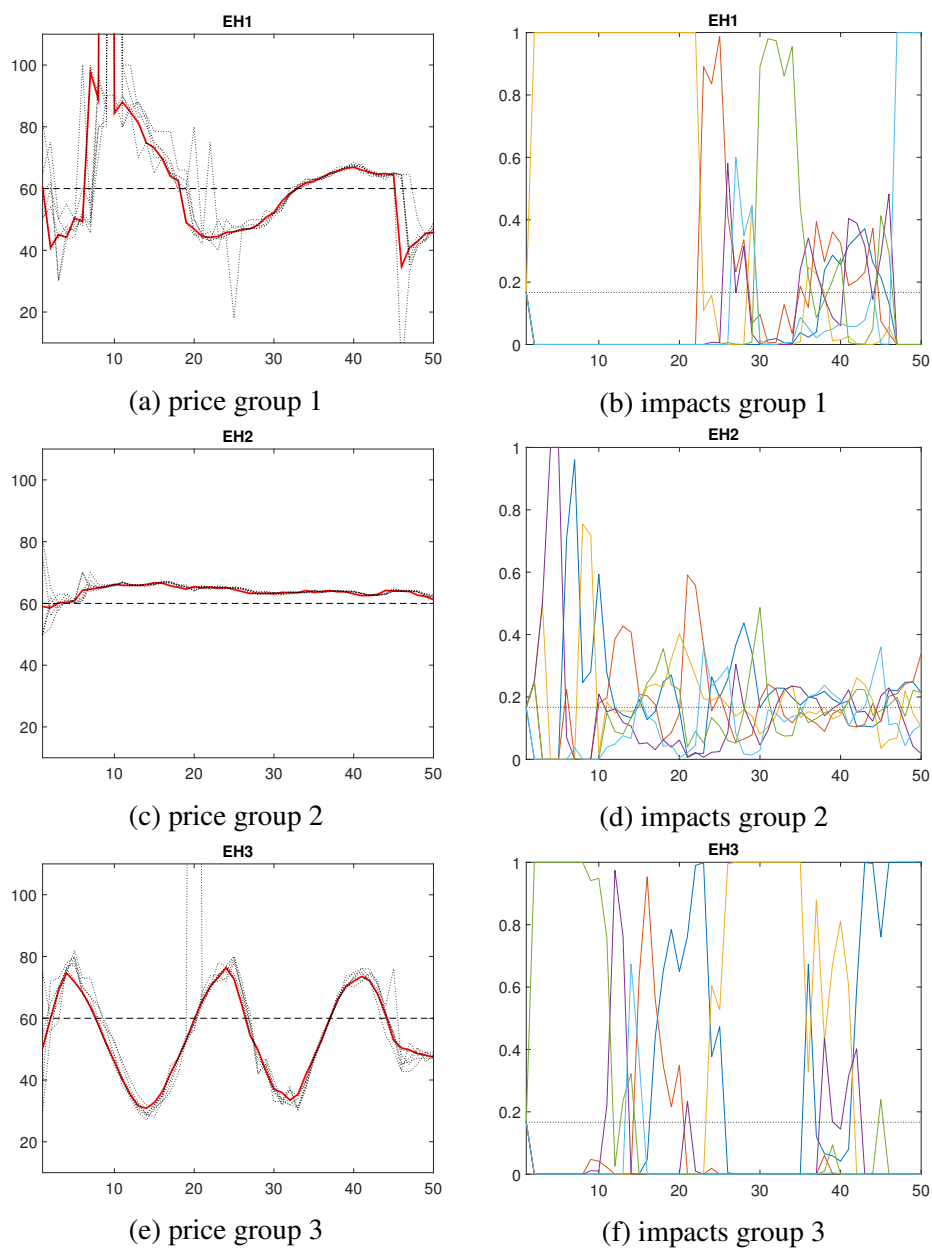 EH1
100
80
60
40
20
10 20 30 40 50
(a) price group 1
EH1
1
0.8
0.6
0.4
0.2
0
10 20 30 40 50
(b) impacts group 1
EH2
100
80
60
40
20
10 20 30 40 50
(c) price group 2
EH2
1
0.8
0.6
0.4
0.2
0
10 20 30 40 50
(d) impacts group 2
EH3
100
80
60
40
20
10 20 30 40 50
(e) price group 3
EH3
1
0.8
0.6
0.4
0.2
0
10 20 30 40 50
(f) impacts group 3